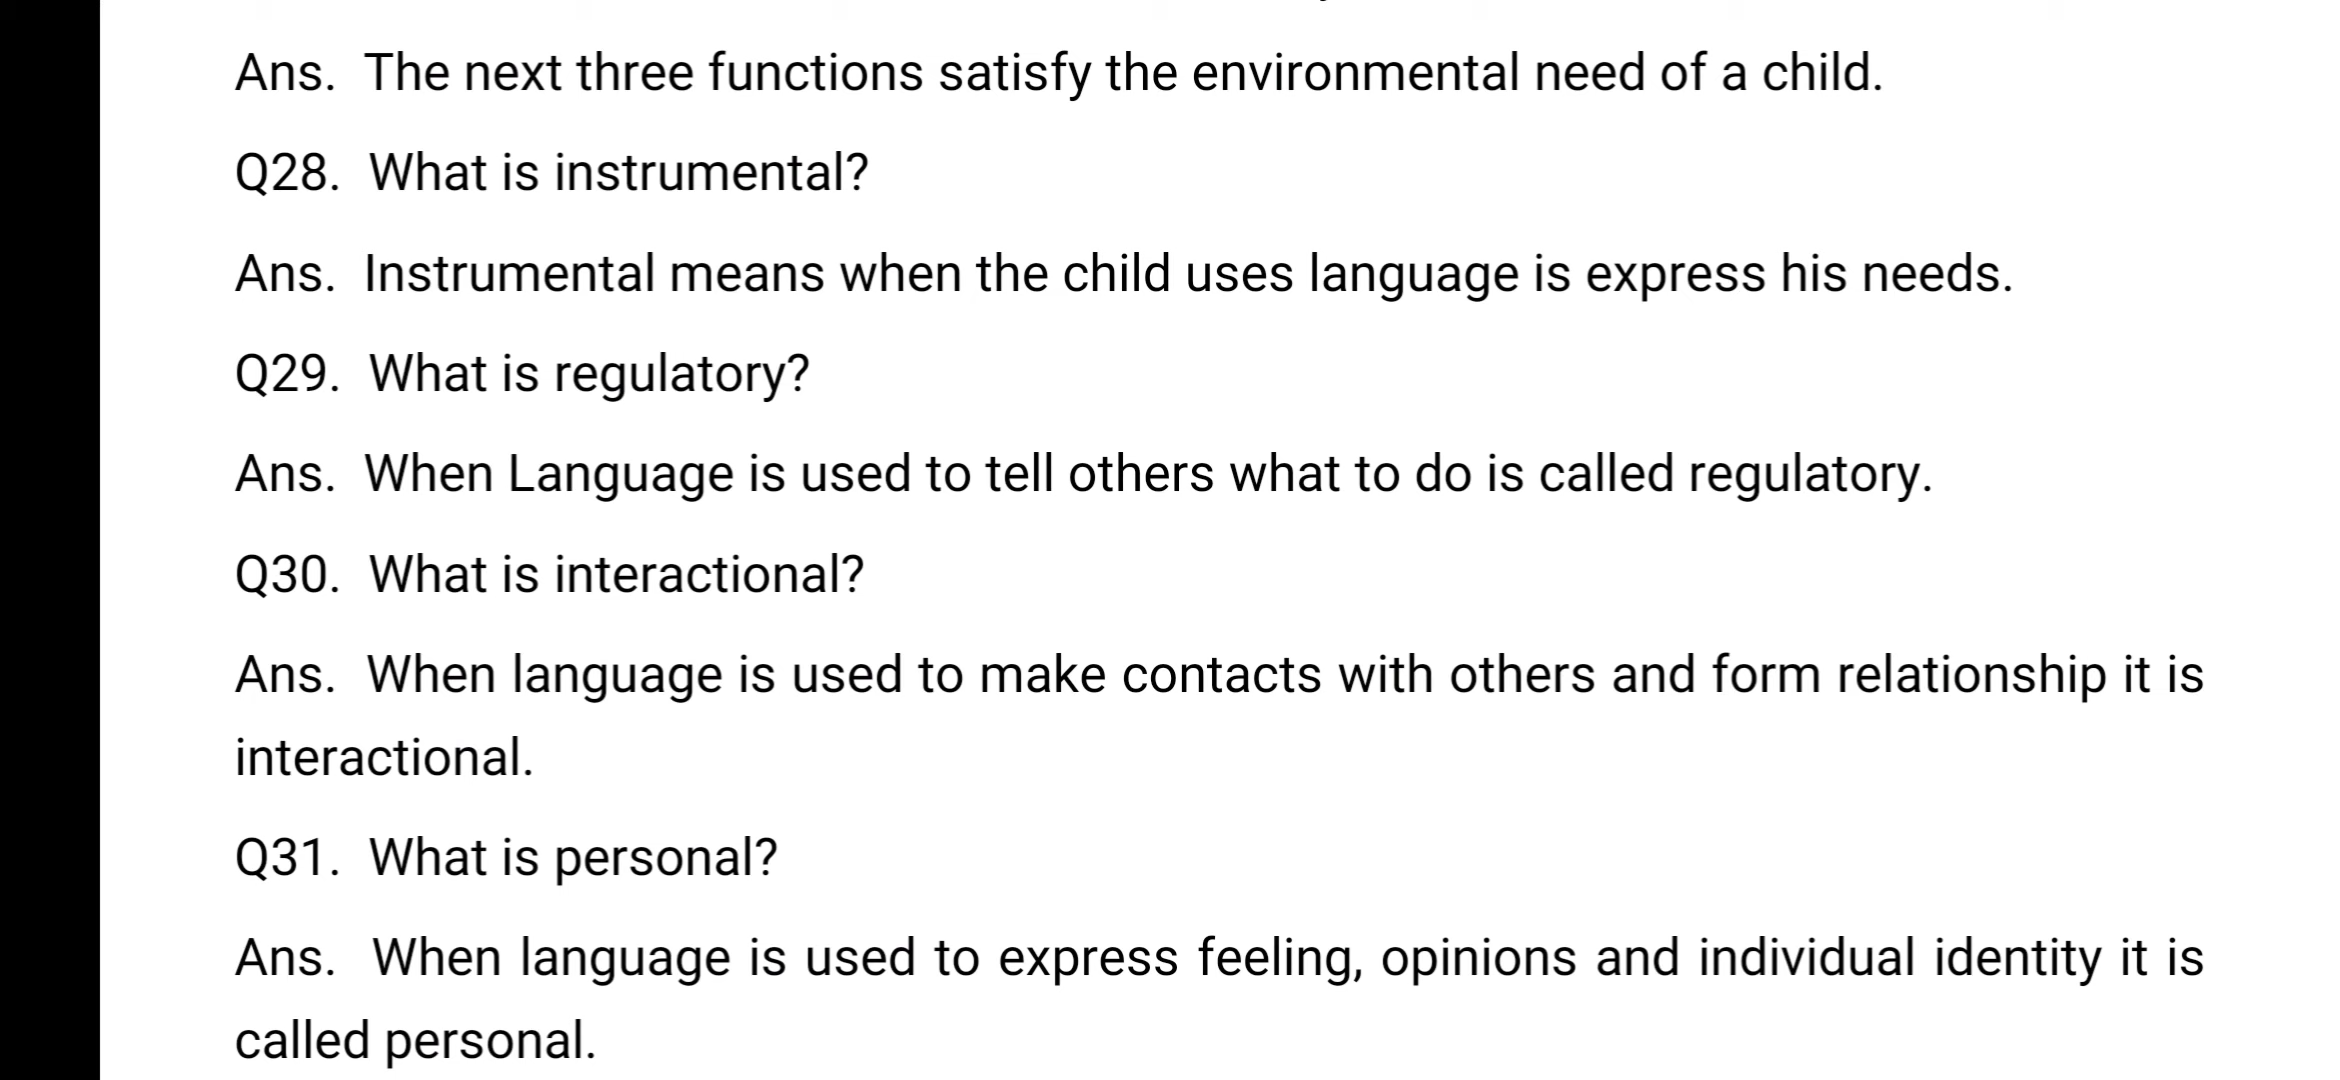 Ans. The next three functions satisfy the environmental need of a child.
Q28. What is instrumental?
Ans. Instrumental means when the child uses language is express his needs.
Q29. What is regulatory?
Ans. When Language is used to tell others what to do is called regulatory.
Q30. What is interactional?
Ans. When language is used to make contacts with others and form relationship it is
interactional.
Q31. What is personal?
Ans. When language is used to express feeling, opinions and individual identity it is
called personal.